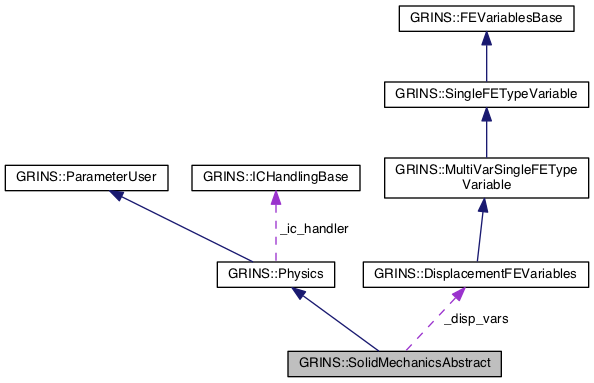 GRINS::FEVariablesBase
GRINS::SingleFETypeVariable
GRINS::ParameterUser
GRINS::ICHandlingBase
GRINS::MultiVarSingleFEType
Variable
_ic_handler
GRINS::Physics
GRINS::DisplacementFEVariables
_disp_vars
GRINS::SolidMechanicsAbstract